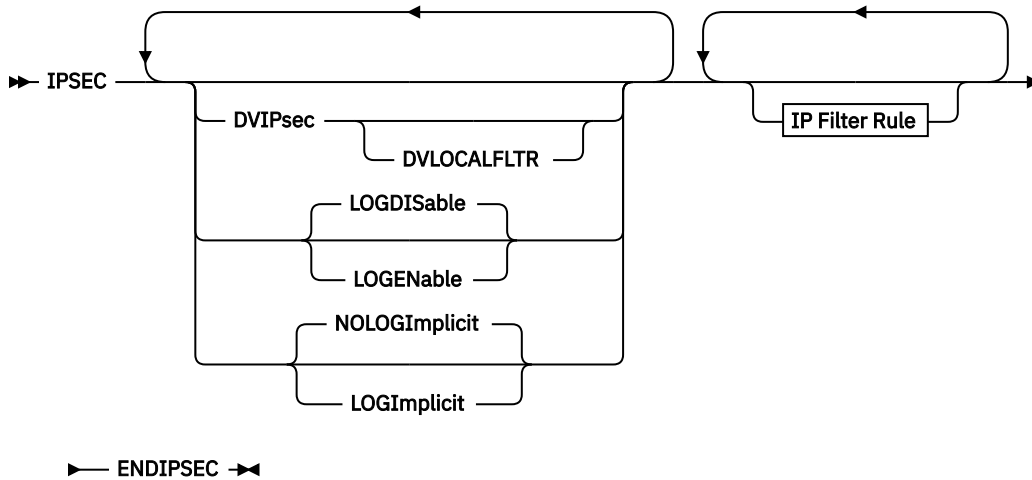 IPSEC
DVIPsec
DVLOCALFLTR
LOGDISable
LOGENable
NOLOGImplicit
LOGImplicit
IP Filter Rule
ENDIPSEC